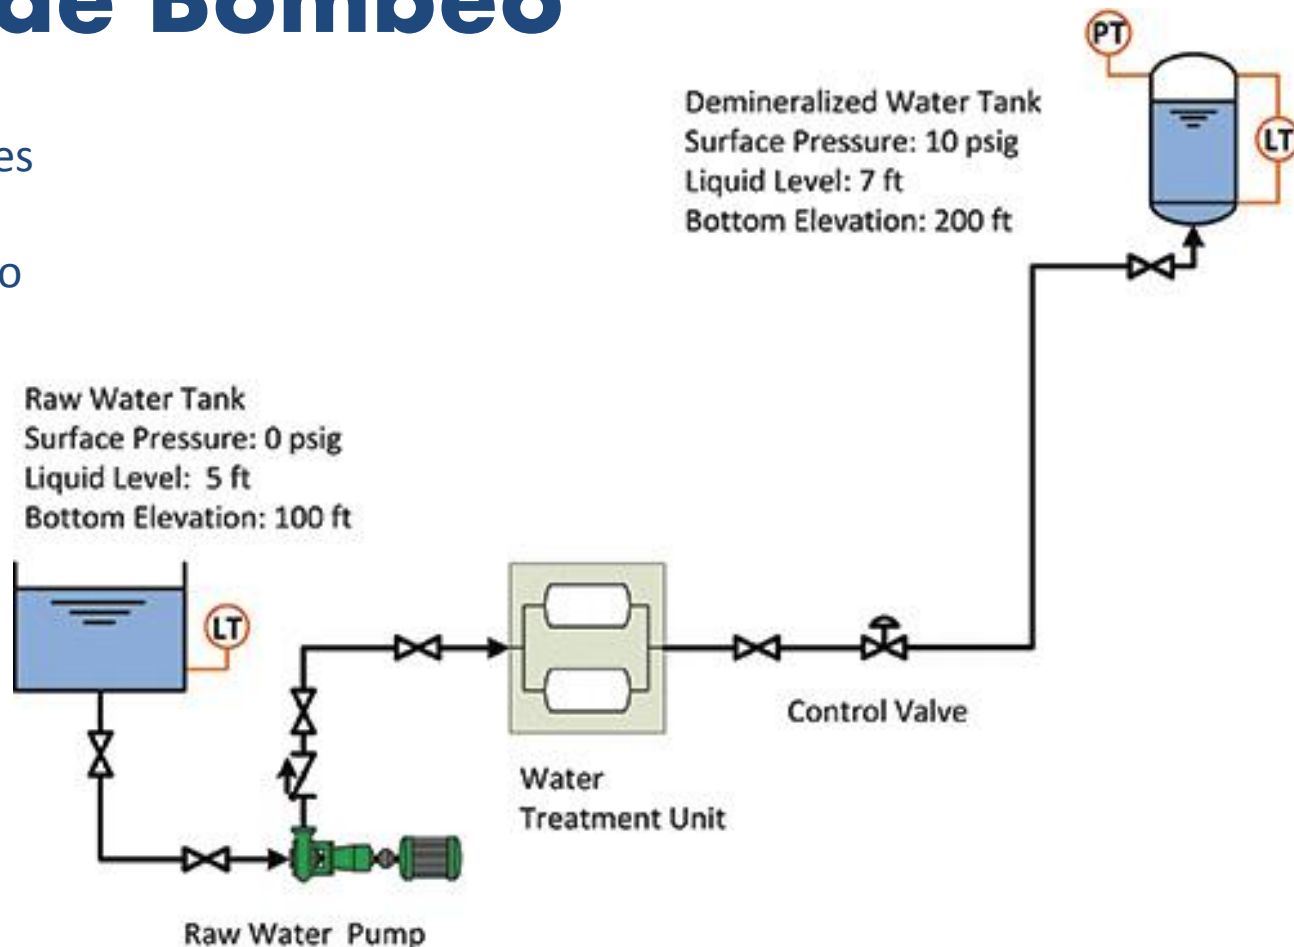 de Bombeo
es
o
PT
Demineralized Water Tank
Surface Pressure: 10 psig
Liquid Level: 7 ft
Bottom Elevation: 200 ft
LT
Raw Water Tank
Surface Pressure: 0 psig
Liquid Level: 5 ft
Bottom Elevation: 100 ft
LT
Control Valve
Water
Treatment Unit
Raw Water Pump